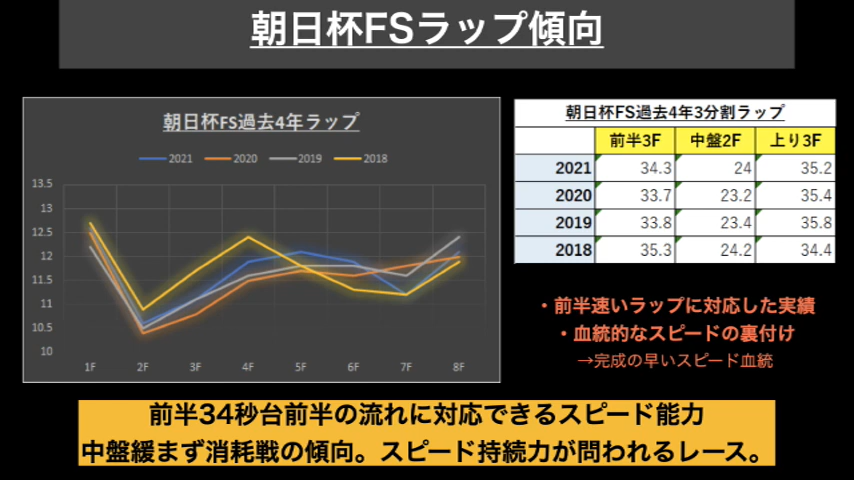 朝日杯FSラップ傾向
朝日杯FS過去4年ラップ
2021 2020 2019 2018
13.5
13
12.5
12
11.5
11
10.5
10
1F 2F 3F 4F 5F 6F 7F 8F
朝日杯FS過去4年3分割ラップ
前半3F 中盤2F 上り3F
2021 34.3 24 35.2
2020 33.7 23.2 35.4
2019 33.8 23.4 35.8
2018 35.3 24.2 34.4
・前半速いラップに対応した実績
・血統的なスピードの裏付け
→完成の早いスピード血統
前半34秒台前半の流れに対応できるスピード能力
中盤緩まず消耗戦の傾向。スピード持続力が問われるレース。